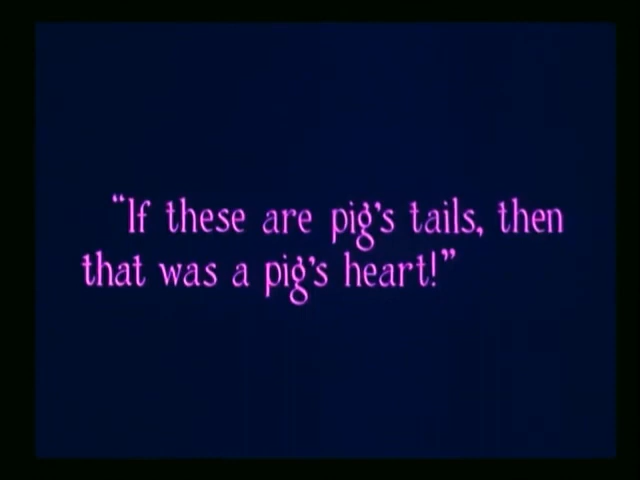 “If these are pig's tails, then
that was a pig's heart!”